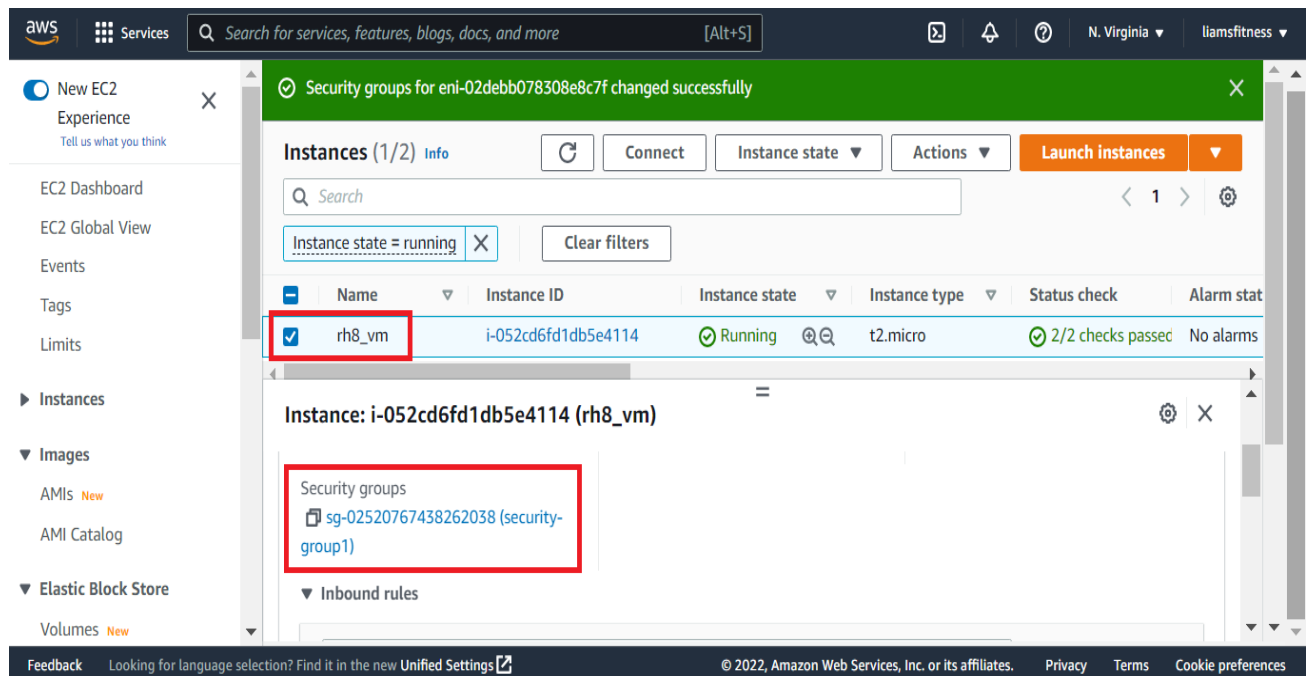 aws Services Search for services, features, blogs, docs, and more [Alt+S] N. Virginia ▼ liamsfitness ▼
New EC2
Experience
Tell us what you think
EC2 Dashboard
EC2 Global View
Events
Tags
Limits
Instances
Images
AMIs New
AMI Catalog
Elastic Block Store
Volumes New
Security groups for eni-02debb078308e8c7f changed successfully
Instances (1/2) Info Connect Instance state ▼ Actions ▼ Launch instances ▼
Search 1
Instance state = running Clear filters
Name Instance ID Instance state Instance type Status check Alarm stat
rh8_vm i-052cd6fd1db5e4114 Running t2.micro 2/2 checks passed No alarms
Instance: i-052cd6fd1db5e4114 (rh8_vm)
Security groups
sg-02520767438262038 (security-
group1)
Inbound rules
Feedback Looking for language selection? Find it in the new Unified Settings © 2022, Amazon Web Services, Inc. or its affiliates. Privacy Terms Cookie preferences